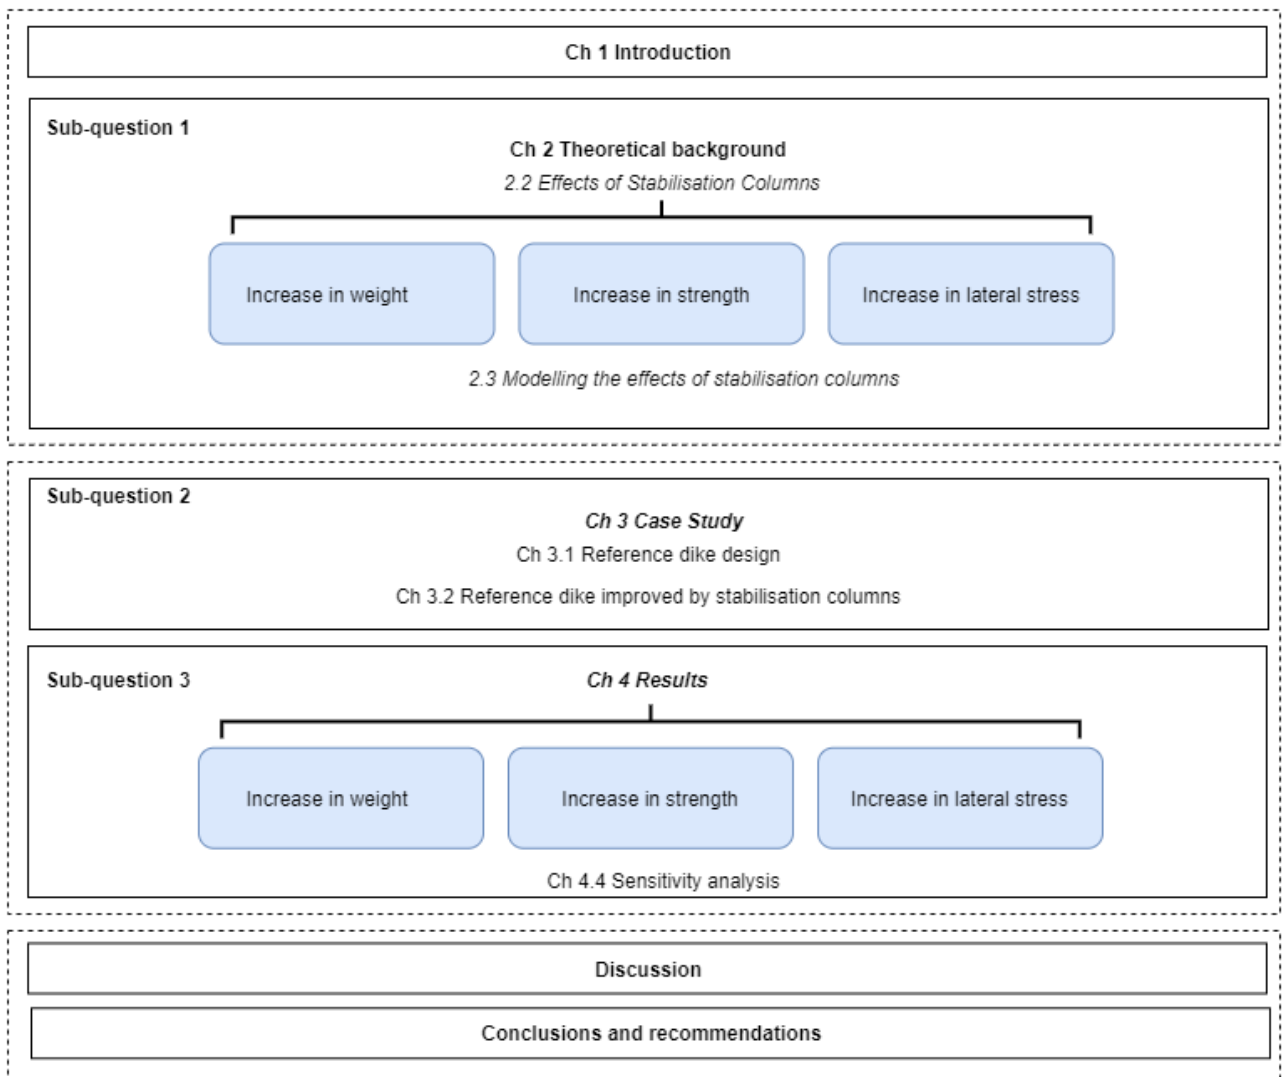 Ch 1 Introduction
Sub-question 1
Ch 2 Theoretical background
2.2 Effects of Stabilisation Columns
Increase in weight
Increase in strength
Increase in lateral stress
2.3 Modelling the effects of stabilisation columns
Sub-question 2
Ch 3 Case Study
Ch 3.1 Reference dike design
Ch 3.2 Reference dike improved by stabilisation columns
Sub-question 3
Ch 4 Results
Increase in weight
Increase in strength
Increase in lateral stress
Ch 4.4 Sensitivity analysis
Discussion
Conclusions and recommendations